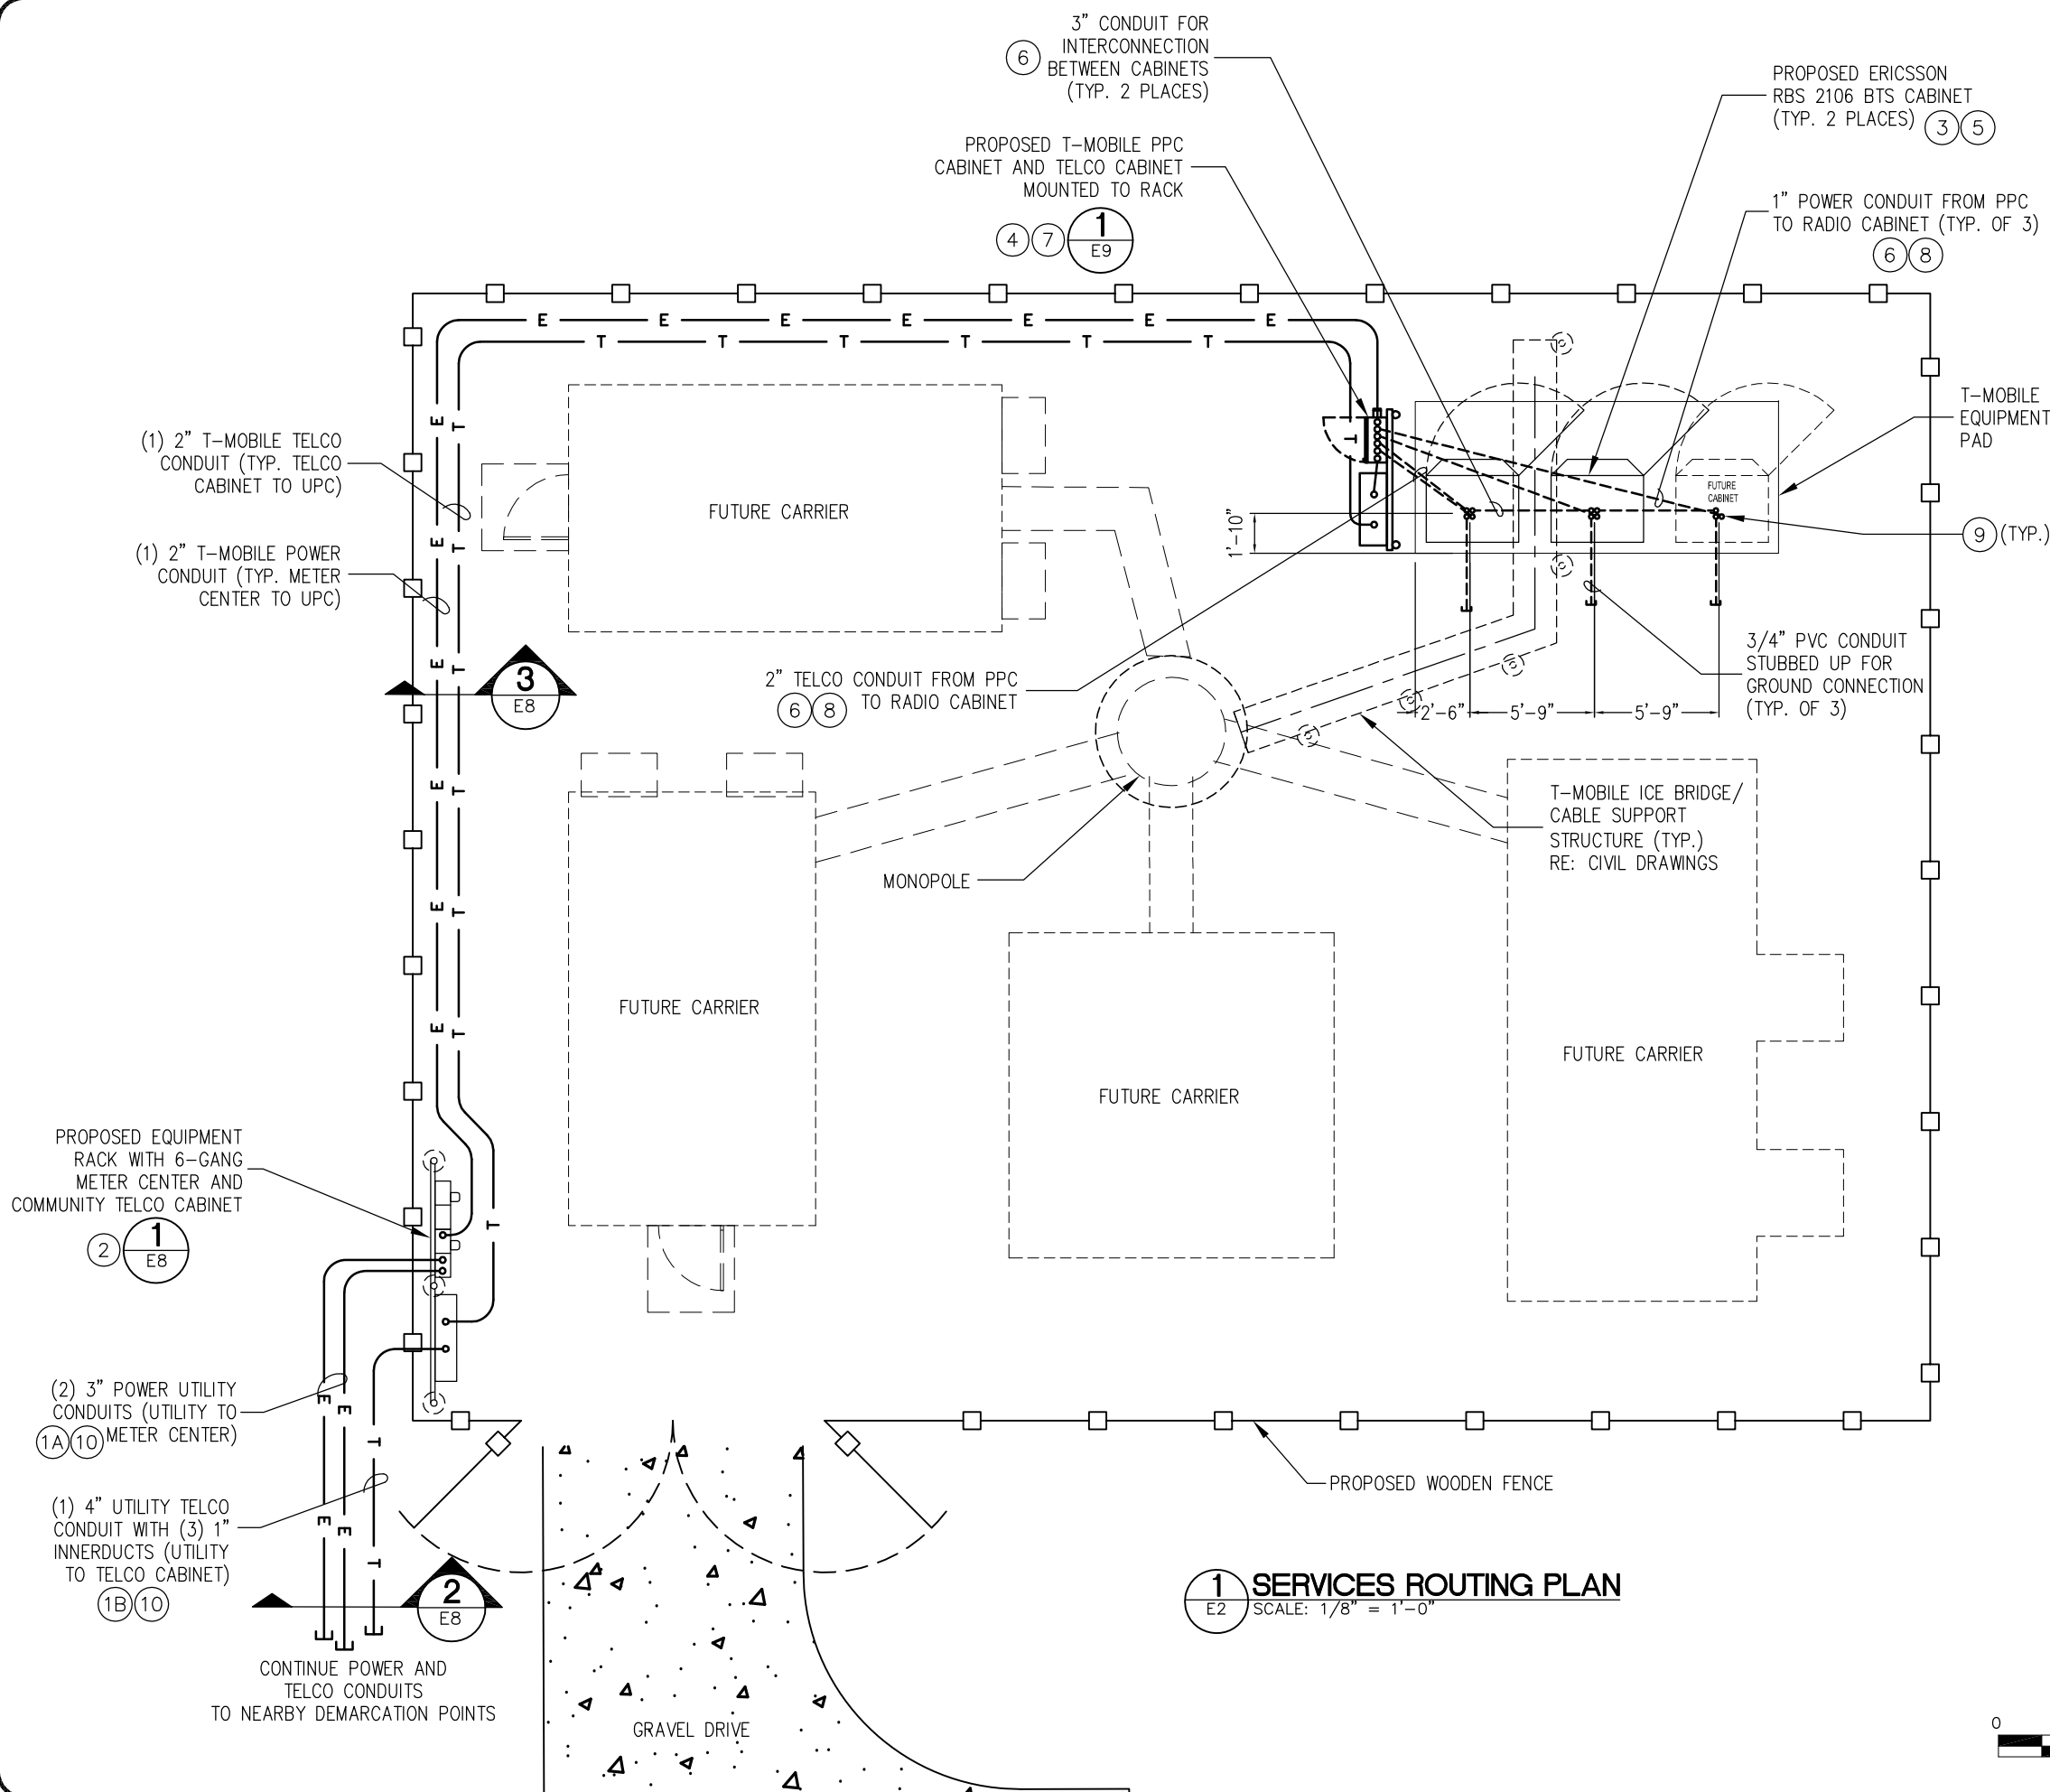 3" CONDUIT FOR
INTERCONNECTION
BETWEEN CABINETS
(TYP. 2 PLACES)
6
PROPOSED ERICSSON
RBS 2106 BTS CABINET
(TYP. 2 PLACES)
3 5
PROPOSED T-MOBILE PPC
CABINET AND TELCO CABINET
MOUNTED TO RACK
4 7 1
E9
1" POWER CONDUIT FROM PPC
TO RADIO CABINET (TYP. OF 3)
6 8
E E E E E E E
T T T T T T
T-MOBILE
EQUIPMENT
PAD
(1) 2" T-MOBILE TELCO
CONDUIT (TYP. TELCO
CABINET TO UPC)
E T
T
FUTURE CARRIER
FUTURE
CABINET
1'-10"
9 (TYP.)
(1) 2" T-MOBILE POWER
CONDUIT (TYP. METER
CENTER TO UPC)
E T
E T
3
E8
2" TELCO CONDUIT FROM PPC
TO RADIO CABINET
6 8
3/4" PVC CONDUIT
STUBBED UP FOR
GROUND CONNECTION
(TYP. OF 3)
2'-6" 5'-9" 5'-9"
E T
T-MOBILE ICE BRIDGE/
CABLE SUPPORT
STRUCTURE (TYP.)
RE: CIVIL DRAWINGS
MONOPOLE
E T
E T
FUTURE CARRIER
FUTURE CARRIER
FUTURE CARRIER
PROPOSED EQUIPMENT
RACK WITH 6-GANG
METER CENTER AND
COMMUNITY TELCO CABINET
2 1
E8
T
(2) 3" POWER UTILITY
CONDUITS (UTILITY TO
METER CENTER)
1A 10
E E T
PROPOSED WOODEN FENCE
(1) 4" UTILITY TELCO
CONDUIT WITH (3) 1"
INNERDUCTS (UTILITY
TO TELCO CABINET)
1B 10
E E T
2
E8
1
E2
SERVICES ROUTING PLAN
SCALE: 1/8" = 1'-0"
CONTINUE POWER AND
TELCO CONDUITS
TO NEARBY DEMARCATION POINTS
GRAVEL DRIVE
0